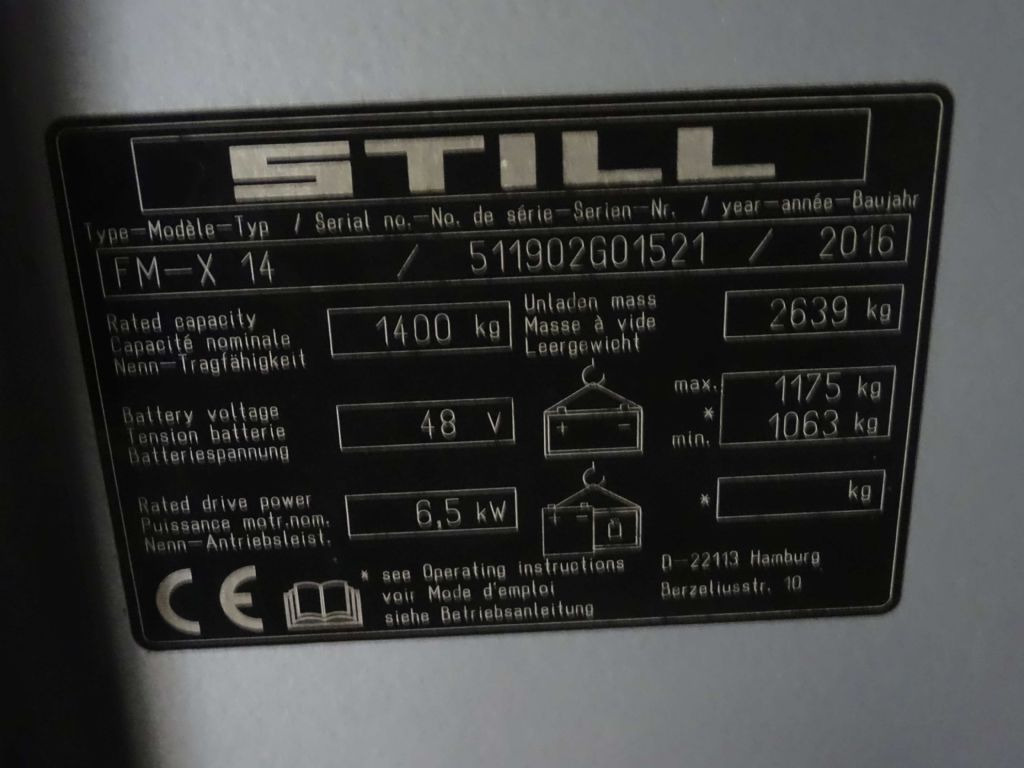 STILL
Type-Modèle-Typ / Serial no.-No. de série-Serien-Nr. / year-année-Baujahr
FM-X 14 / 511902G01521 / 2016
Rated capacity
Capacité nominale
Nenn-Tragfähigkeit
1400 kg
Unladen mass
Masse à vide
Leergewicht
2639 kg
Battery voltage
Tension batterie
Batteriespannung
48 V
+ -
max. 1175 kg
*
min. 1063 kg
Rated drive power
Puissance motr.nom.
Nenn-Antriebsleist.
6,5 kW
+ -
* kg
CE
* see Operating instructions
voir Mode d'emploi
siehe Betriebsanleitung
D-22113 Hamburg
Berzeliusstr. 10